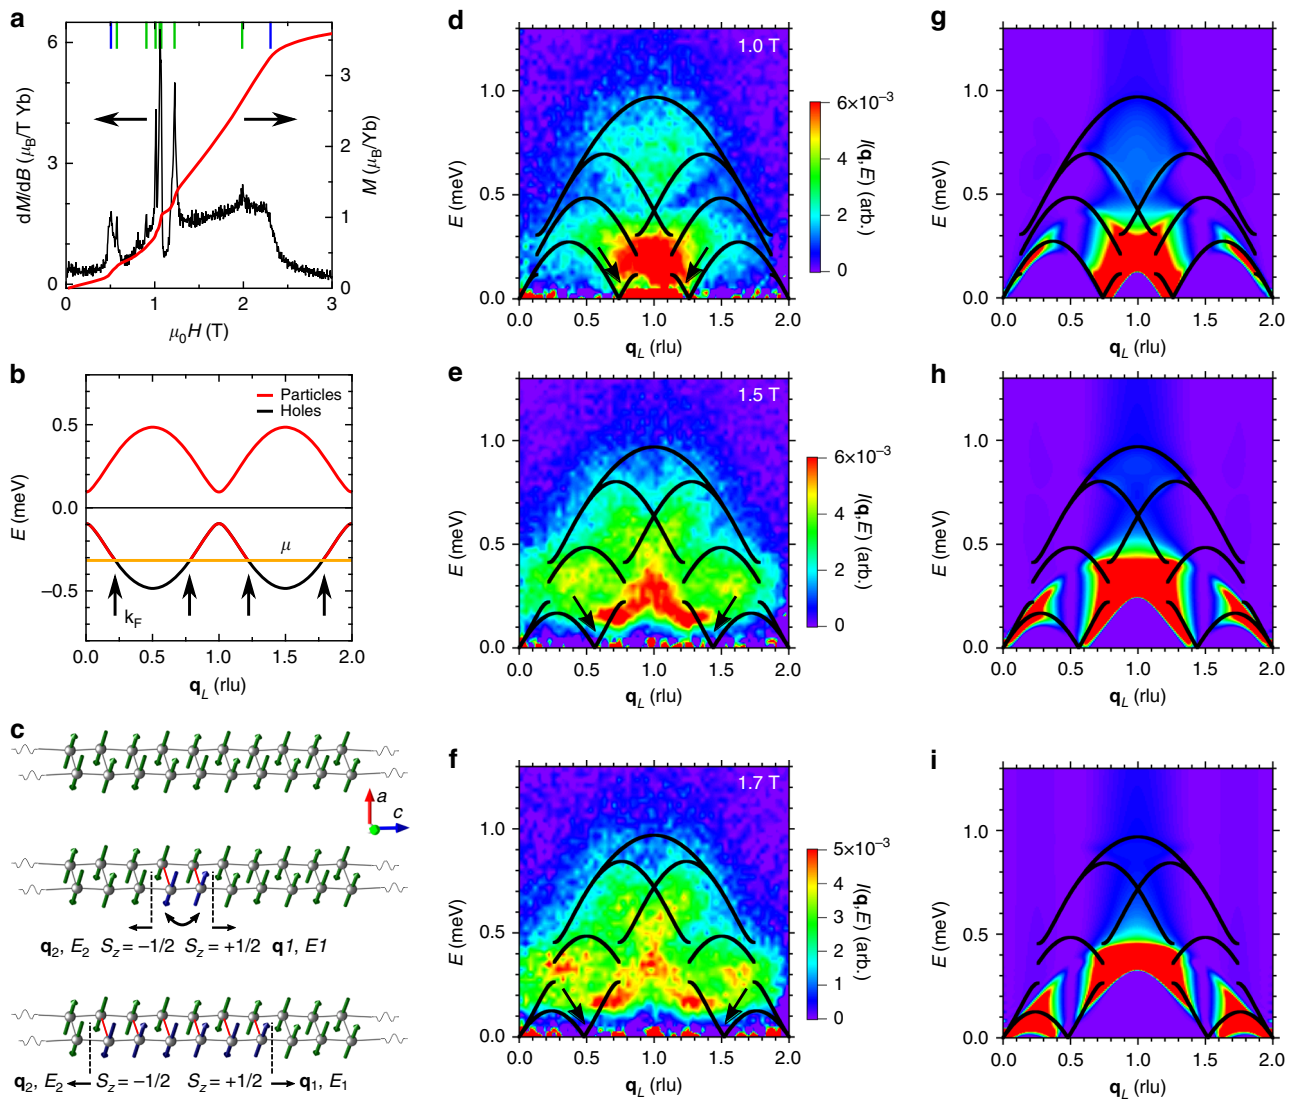 a
6
3
0
dM/dB (μB/T Yb)
3
2
1
0
M (μB/Yb)
0
1
2
3
μ0H (T)
b
Particles
Holes
0.5
0.0
−0.5
E (meV)
μ
kF
0.0
0.5
1.0
1.5
2.0
qL (rlu)
c
a
c
q2, E2 Sz = −1/2 Sz = +1/2 q1, E1
q2, E2 Sz = −1/2 Sz = +1/2 q1, E1
d
1.0 T
1.0
0.5
0.0
E (meV)
0.0 0.5 1.0 1.5 2.0
qL (rlu)
6×10−3
4
2
0
I(q,E) (arb.)
e
1.5 T
1.0
0.5
0.0
E (meV)
0.0 0.5 1.0 1.5 2.0
qL (rlu)
6×10−3
4
2
0
I(q,E) (arb.)
f
1.7 T
1.0
0.5
0.0
E (meV)
0.0 0.5 1.0 1.5 2.0
qL (rlu)
5×10−3
4
3
2
1
0
I(q,E) (arb.)
g
1.0
0.5
0.0
E (meV)
0.0 0.5 1.0 1.5 2.0
qL (rlu)
h
1.0
0.5
0.0
E (meV)
0.0 0.5 1.0 1.5 2.0
qL (rlu)
i
1.0
0.5
0.0
E (meV)
0.0 0.5 1.0 1.5 2.0
qL (rlu)